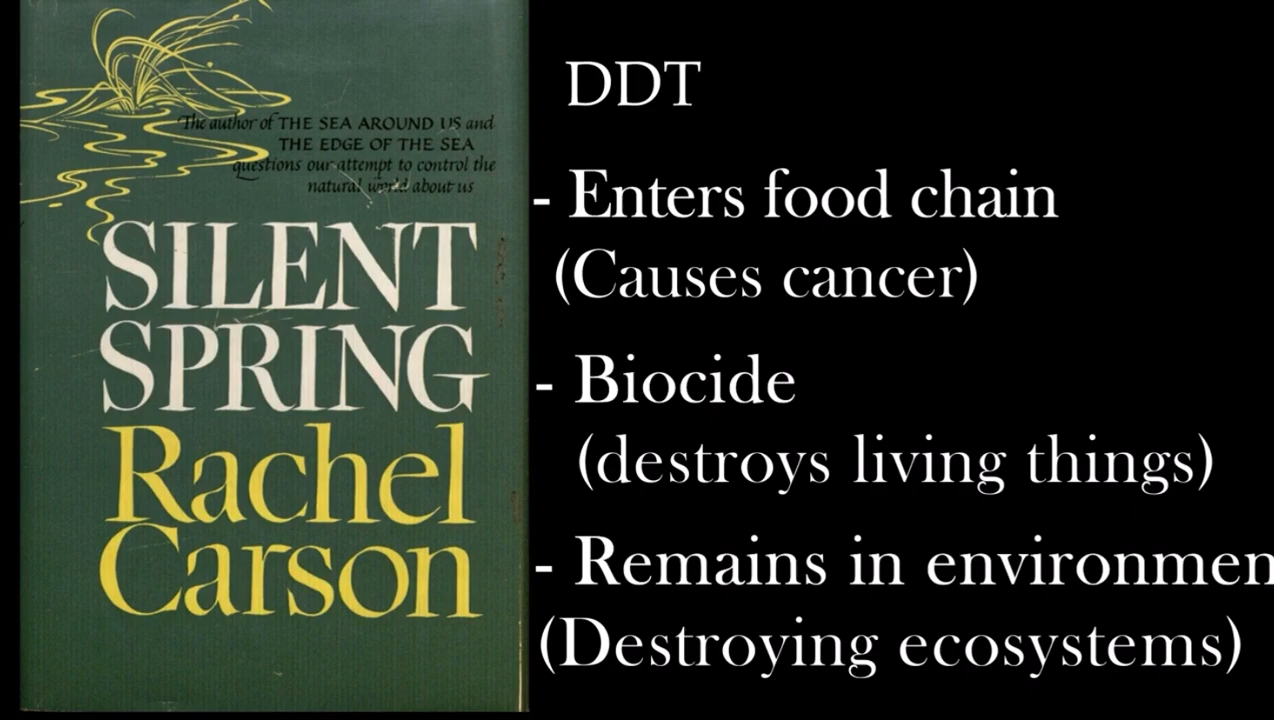 The author of THE SEA AROUND US and
THE EDGE OF THE SEA
questions our attempt to control the
natural world about us
SILENT
SPRING
Rachel
Carson
DDT
- Enters food chain
(Causes cancer)
- Biocide
(destroys living things)
- Remains in environmen
(Destroying ecosystems)